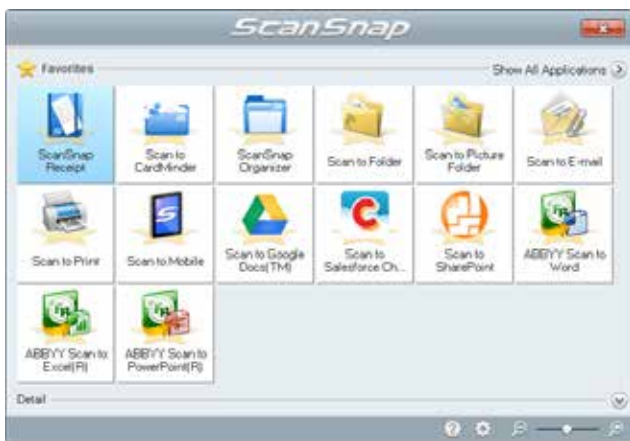 ScanSnap
Favorites
Show All Applications
ScanSnap
Receipt
Scan to
CardMinder
ScanSnap
Organizer
Scan to Folder
Scan to Picture
Folder
Scan to E-mail
Scan to Print
Scan to Mobile
Scan to Google
Docs(TM)
Scan to
Salesforce Ch...
Scan to
SharePoint
ABBYY Scan to
Word
ABBYY Scan to
Excel(R)
ABBYY Scan to
PowerPoint(R)
Detail